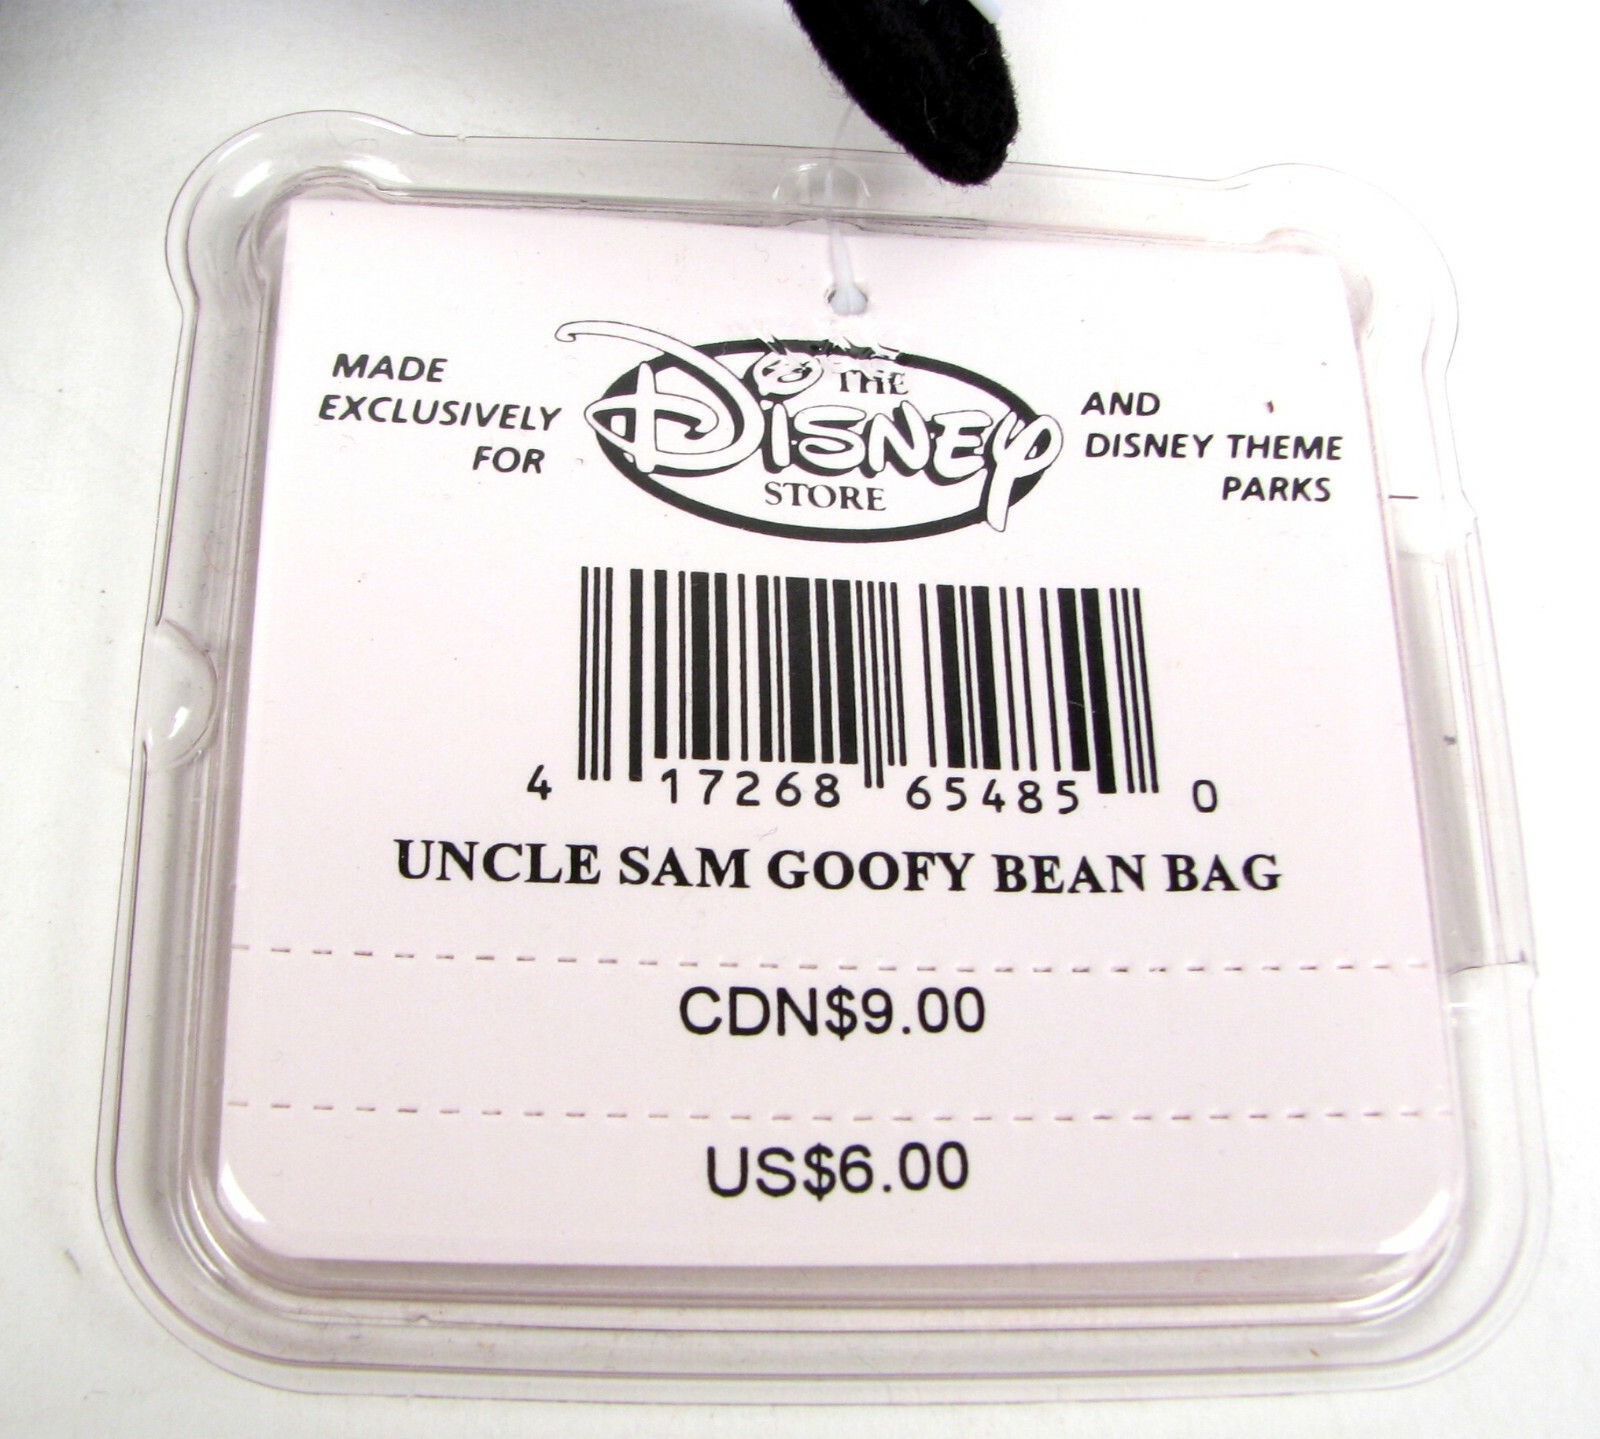 MADE
EXCLUSIVELY
FOR
THE
DISNEY
STORE
AND
DISNEY THEME
PARKS
4 17268 65485 0
UNCLE SAM GOOFY BEAN BAG
CDN$9.00
US$6.00